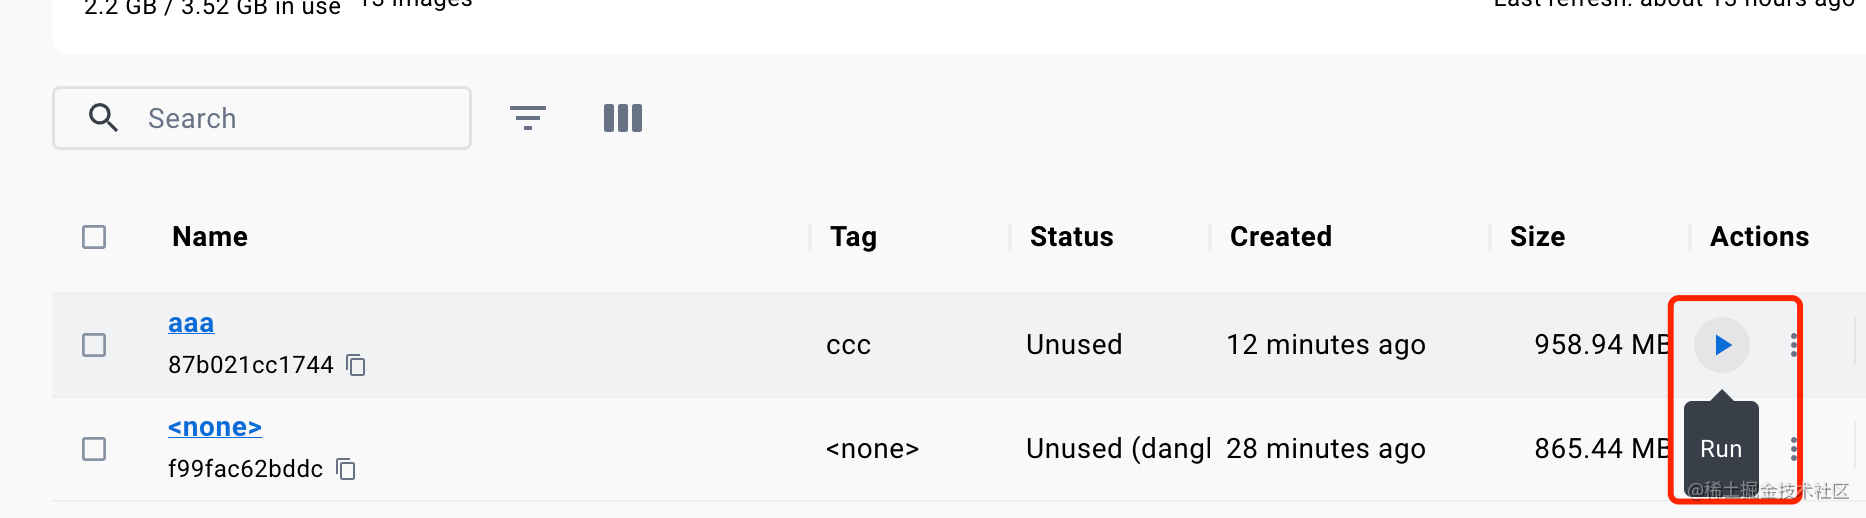 2.2 GB / 3.52 GB in use 13 images
Last refresh: about 13 hours ago
Search
Name Tag Status Created Size Actions
aaa
87b021cc1744
ccc Unused 12 minutes ago 958.94 MB
<none>
f99fac62bddc
<none> Unused (dangl 28 minutes ago 865.44 MB
Run
@稀土掘金技术社区